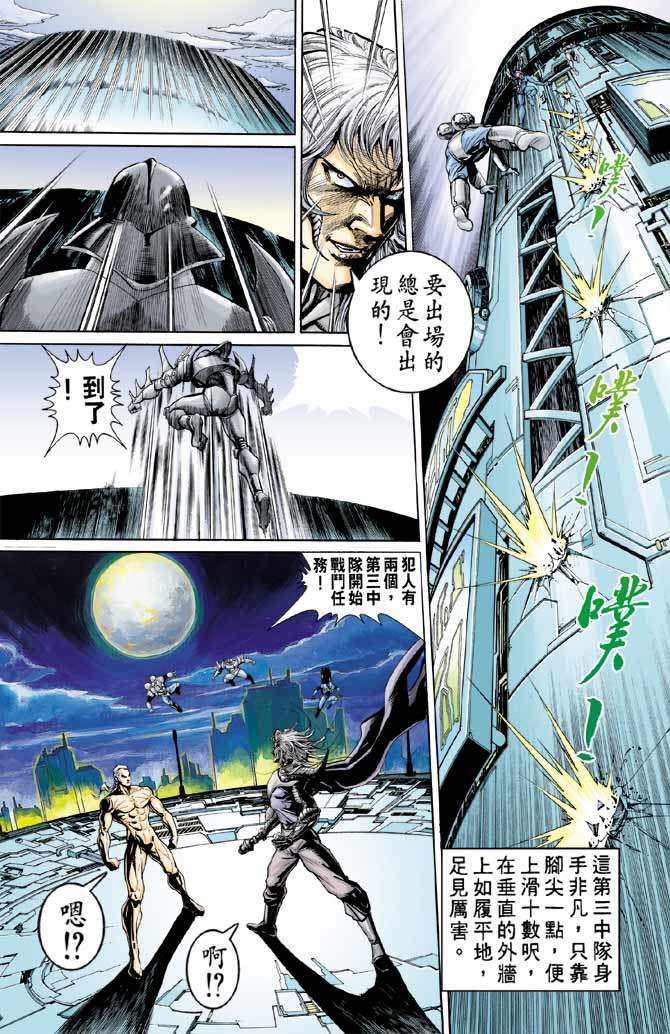 噗！
噗！
噗！
這第三中隊身
手非凡，只靠
腳尖一點，便
上滑十數呎，
在垂直的外牆
上如履平地，
足見厲害。
要出場的
總是會出
現的！
到了
！
犯人有
兩個，
第三中
隊開始
戰鬥任
務！
啊!?
嗯!?